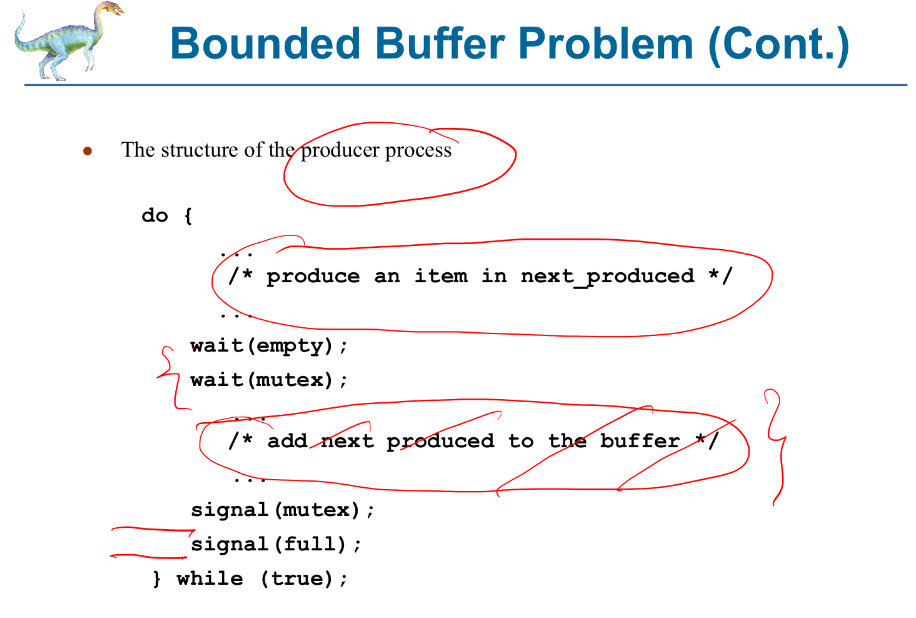 Bounded Buffer Problem (Cont.)
The structure of the producer process
do {
...
/* produce an item in next_produced */
...
wait(empty);
wait(mutex);
...
/* add next produced to the buffer */
...
signal(mutex);
signal(full);
} while (true);